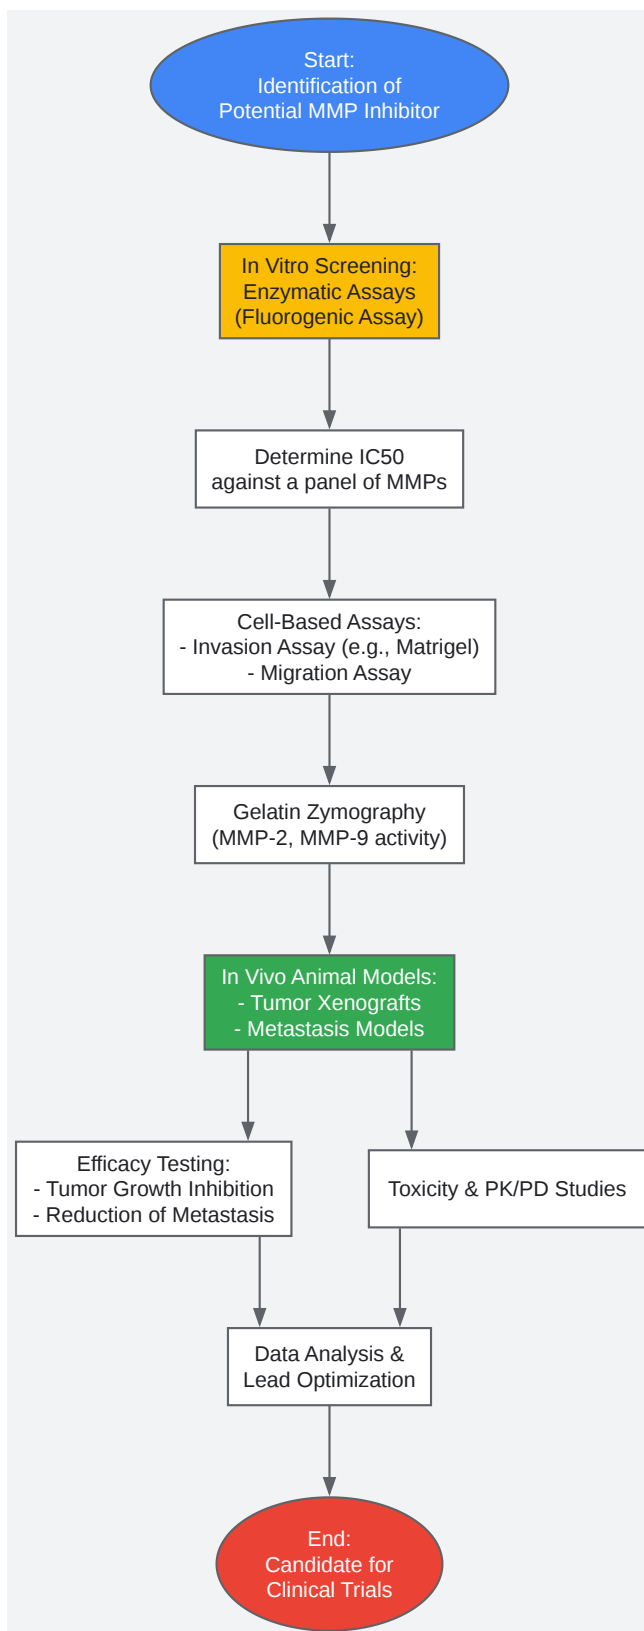 Start:
Identification of
Potential MMP Inhibitor
In Vitro Screening:
Enzymatic Assays
(Fluorogenic Assay)
Determine IC50
against a panel of MMPs
Cell-Based Assays:
- Invasion Assay (e.g., Matrigel)
- Migration Assay
Gelatin Zymography
(MMP-2, MMP-9 activity)
In Vivo Animal Models:
- Tumor Xenografts
- Metastasis Models
Efficacy Testing:
- Tumor Growth Inhibition
- Reduction of Metastasis
Toxicity & PK/PD Studies
Data Analysis &
Lead Optimization
End:
Candidate for
Clinical Trials